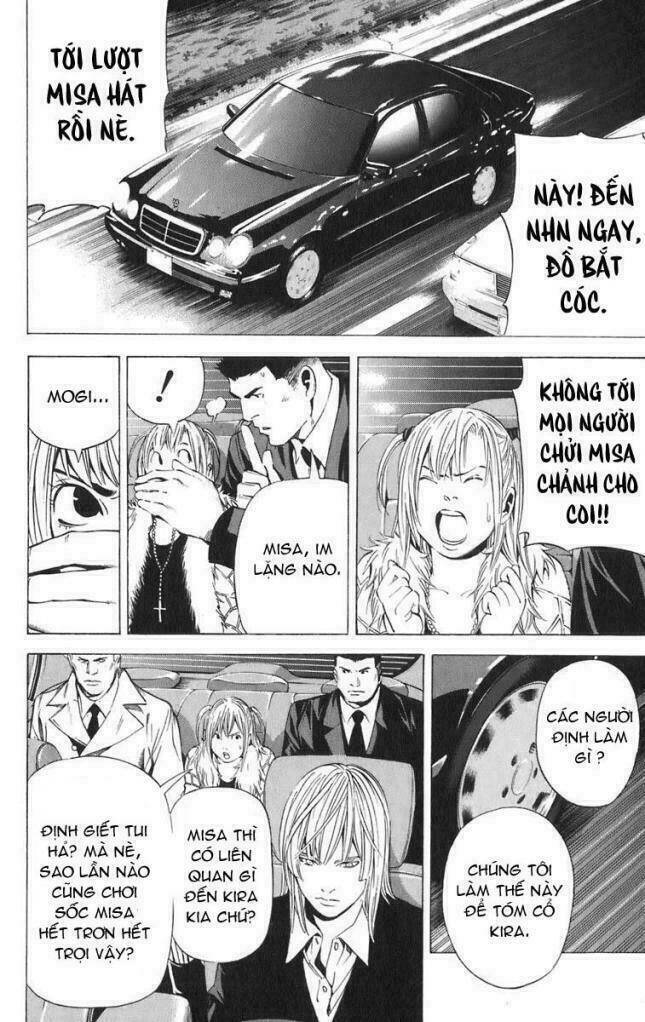 TỚI LƯỢT
MISA HÁT
RỒI NÈ.
NÀY! ĐẾN
NHN NGAY,
ĐỒ BẮT
CÓC.
KHÔNG TỚI
MỌI NGƯỜI
CHỬI MISA
CHẢNH CHO
COI!!
!
MISA, IM
LẶNG NÀO.
MOGI...
CÁC NGƯỜI
ĐỊNH LÀM
GÌ ?
CHÚNG TÔI
LÀM THẾ NÀY
ĐỀ TÓM CỔ
KIRA.
MISA THÌ
CÓ LIÊN
QUAN GÌ
ĐẾN KIRA
KIA CHỨ?
ĐỊNH GIẾT TUI
HẢ? MÀ NÈ,
SAO LẦN NÀO
CŨNG CHƠI
SỐC MISA
HẾT TRƠN HẾT
TRỌI VẬY?